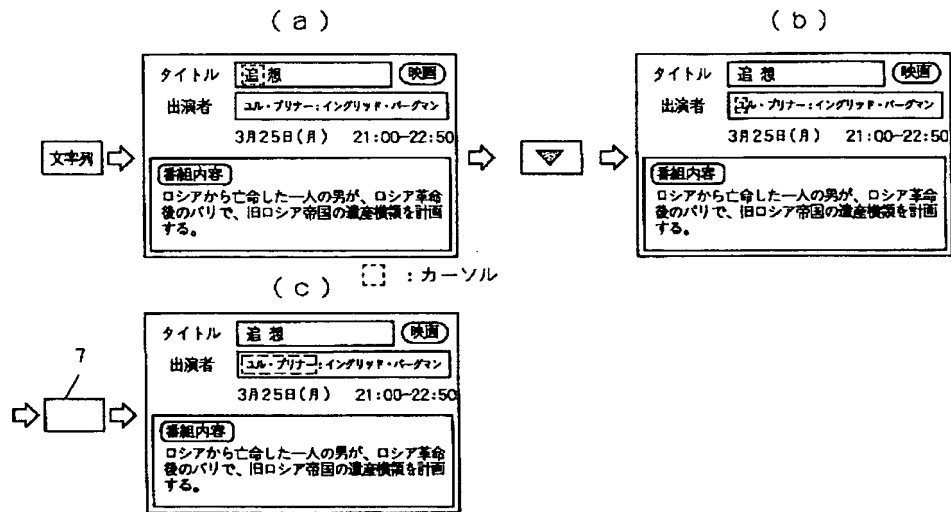 (a)
タイトル 追想 映画
出演者 ユル・ブリナー:イングリッド・バーグマン
3月25日(月) 21:00-22:50
文字列
番組内容
ロシアから亡命した一人の男が、ロシア革命
後のパリで、旧ロシア帝国の遺産横領を計画
する。
(b)
タイトル 追想 映画
出演者 ユル・ブリナー:イングリッド・バーグマン
3月25日(月) 21:00-22:50
番組内容
ロシアから亡命した一人の男が、ロシア革命
後のパリで、旧ロシア帝国の遺産横領を計画
する。
:カーソル
(c)
タイトル 追想 映画
出演者 ユル・ブリナー:イングリッド・バーグマン
3月25日(月) 21:00-22:50
7
番組内容
ロシアから亡命した一人の男が、ロシア革命
後のパリで、旧ロシア帝国の遺産横領を計画
する。